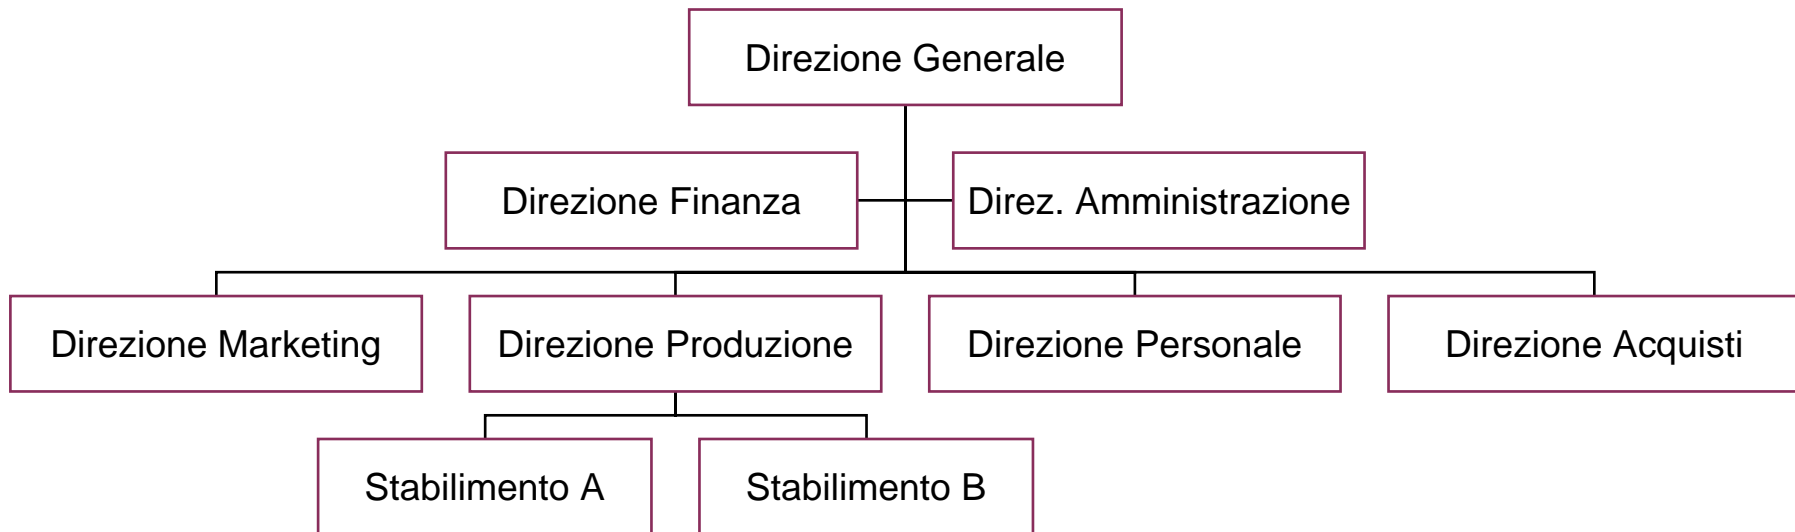 Direzione Generale
Direzione Finanza
Direz. Amministrazione
Direzione Marketing
Direzione Produzione
Direzione Personale
Direzione Acquisti
Stabilimento A
Stabilimento B